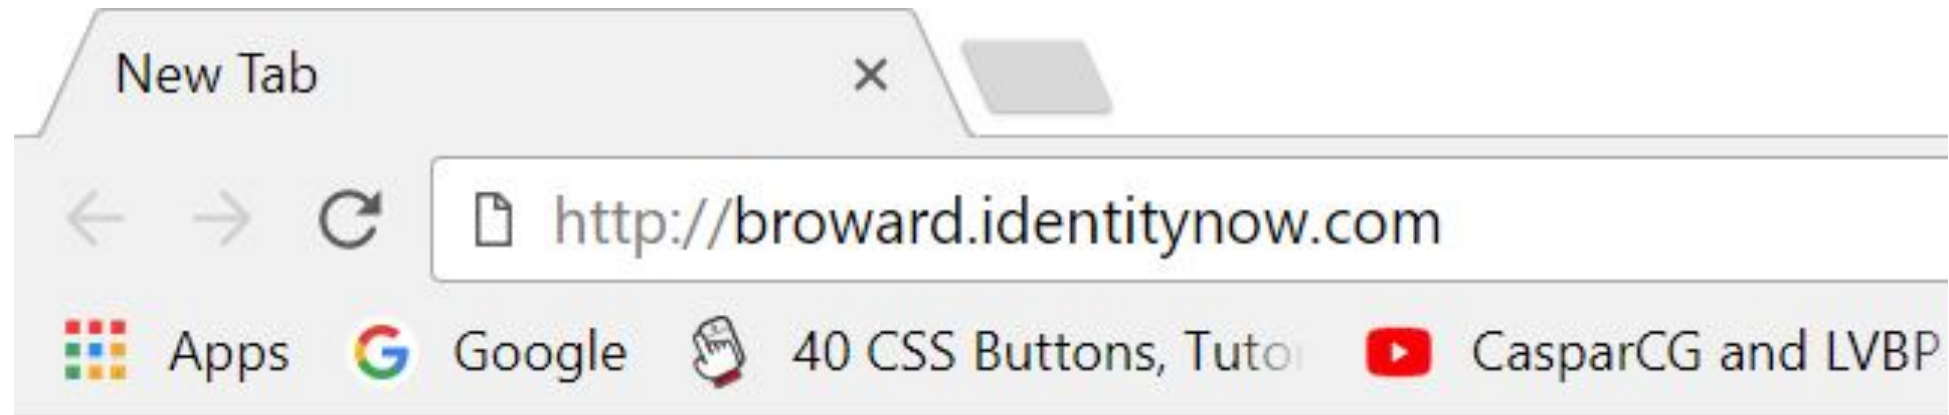 New Tab
http://broward.identitynow.com
Apps Google 40 CSS Buttons, Tuto CasparCG and LVBP